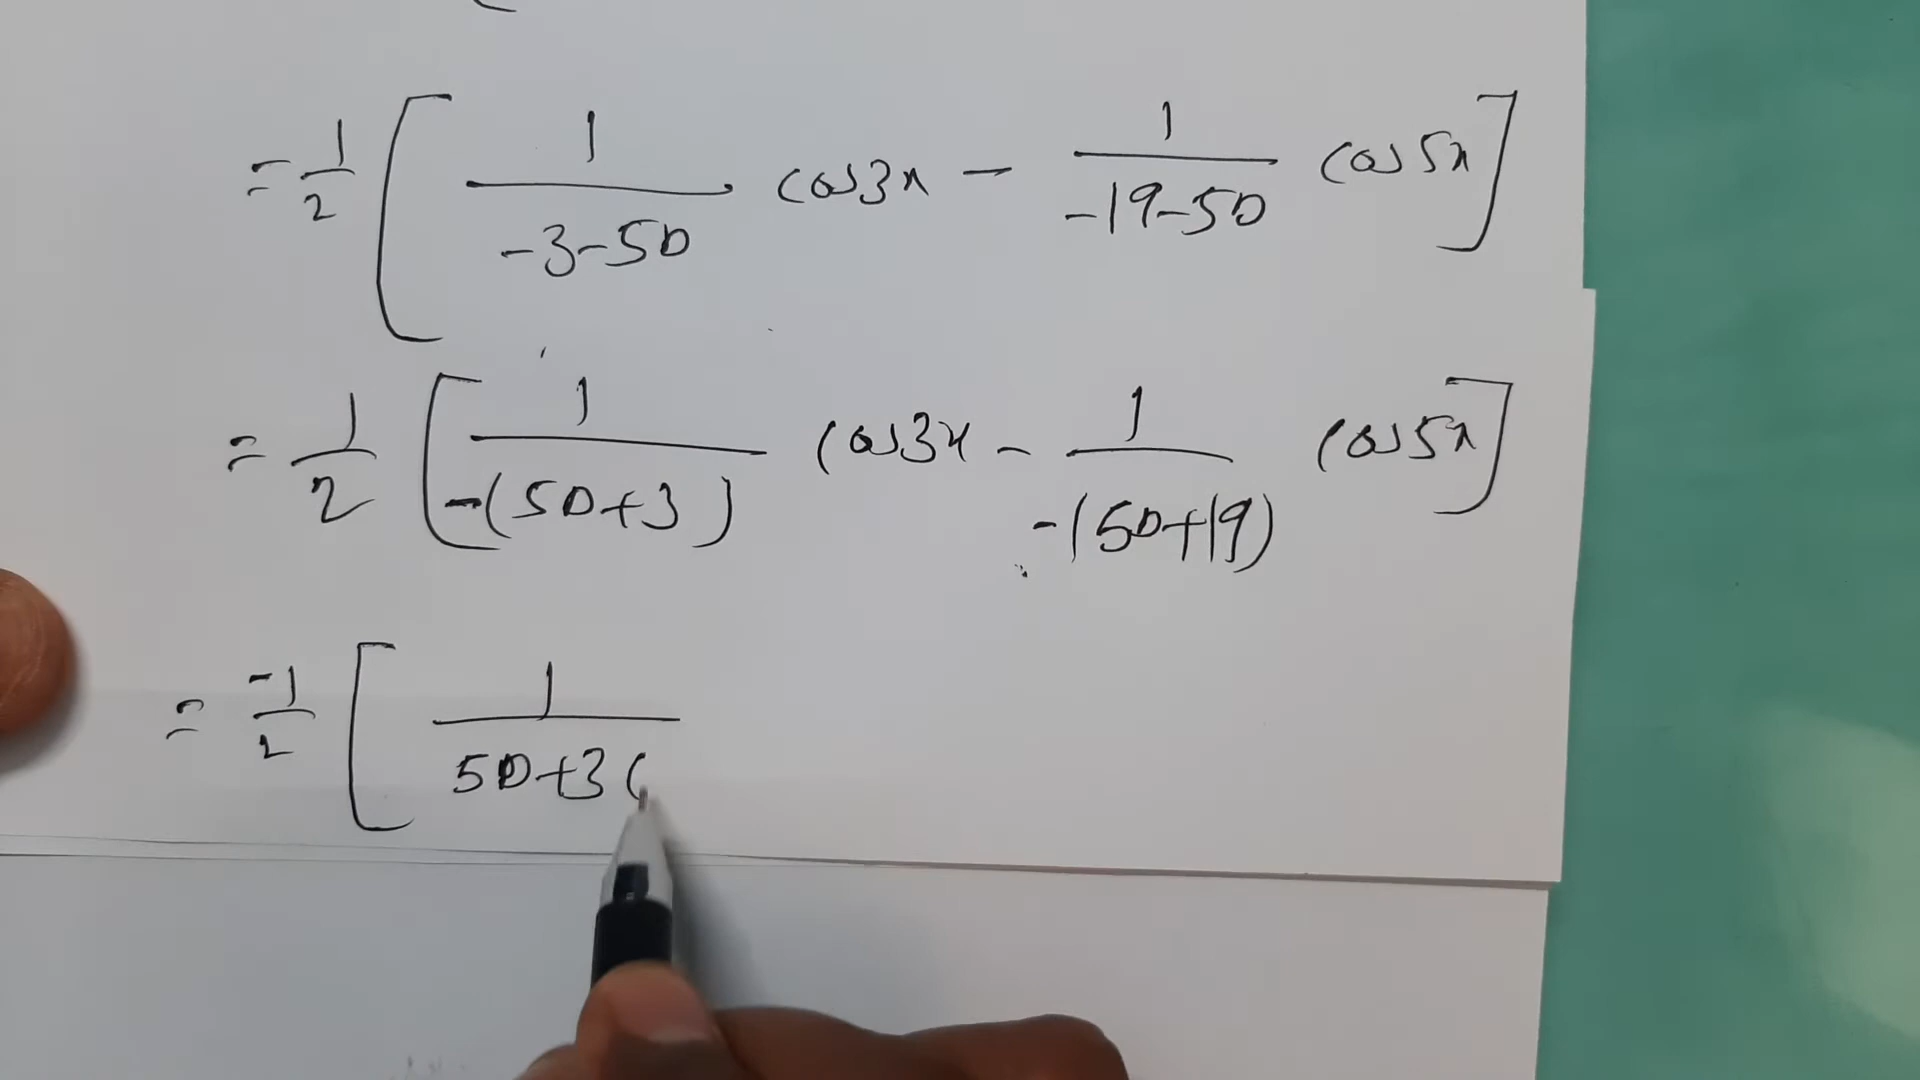 = 1/2 [ 1/(-3-5D) cos3x - 1/(-19-5D) cos5x ]
= 1/2 [ 1/(-(5D+3)) cos3x - 1/(-(5D+19)) cos5x ]
= -1/2 [ 1/(5D+3 (